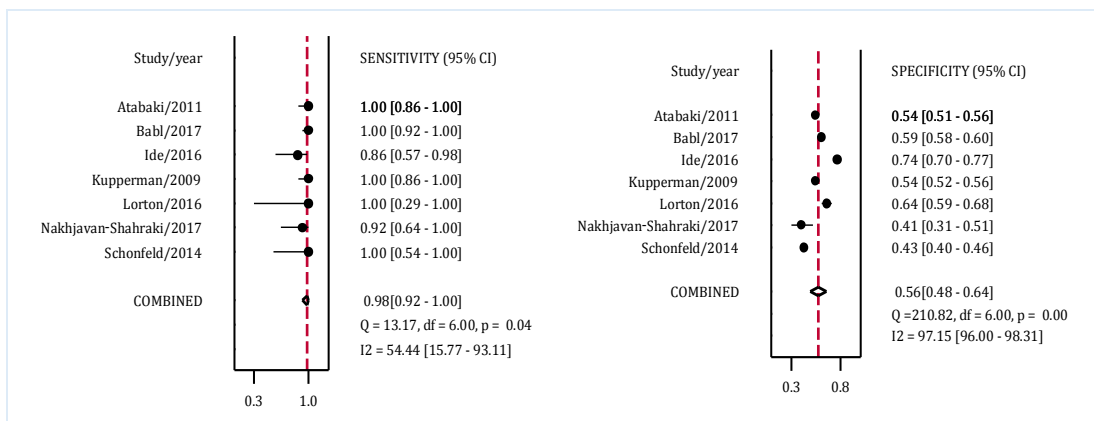 Study/year SENSITIVITY (95% CI)
Atabaki/2011 1.00 [0.86 - 1.00]
Babl/2017 1.00 [0.92 - 1.00]
Ide/2016 0.86 [0.57 - 0.98]
Kupperman/2009 1.00 [0.86 - 1.00]
Lorton/2016 1.00 [0.29 - 1.00]
Nakhjavan-Shahraki/2017 0.92 [0.64 - 1.00]
Schonfeld/2014 1.00 [0.54 - 1.00]
COMBINED 0.98[0.92 - 1.00]
Q = 13.17, df = 6.00, p = 0.04
I2 = 54.44 [15.77 - 93.11]
0.3 1.0
Study/year SPECIFICITY (95% CI)
Atabaki/2011 0.54 [0.51 - 0.56]
Babl/2017 0.59 [0.58 - 0.60]
Ide/2016 0.74 [0.70 - 0.77]
Kupperman/2009 0.54 [0.52 - 0.56]
Lorton/2016 0.64 [0.59 - 0.68]
Nakhjavan-Shahraki/2017 0.41 [0.31 - 0.51]
Schonfeld/2014 0.43 [0.40 - 0.46]
COMBINED 0.56[0.48 - 0.64]
Q =210.82, df = 6.00, p = 0.00
I2 = 97.15 [96.00 - 98.31]
0.3 0.8